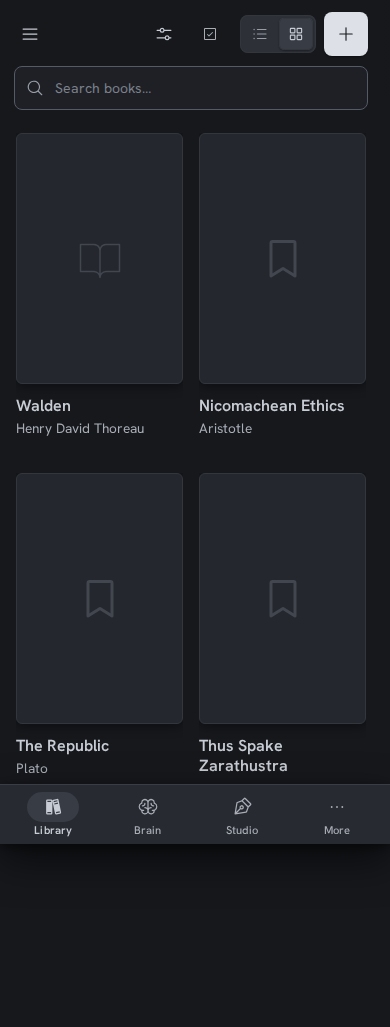 Search books...
Walden
Nicomachean Ethics
Henry David Thoreau
Aristotle
The Republic
Thus Spake
Zarathustra
Plato
Library
Brain
Studio
More